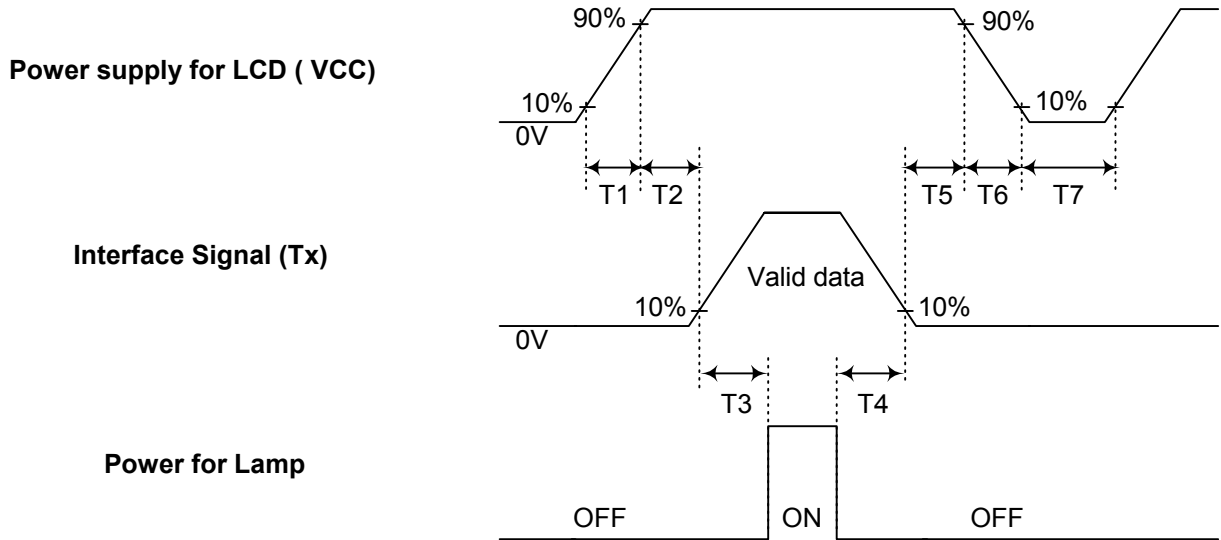 90%
90%
Power supply for LCD ( VCC)
10%
10%
0V
T1
T2
T5
T6
T7
Interface Signal (Tx)
Valid data
10%
10%
0V
T3
T4
Power for Lamp
OFF
ON
OFF